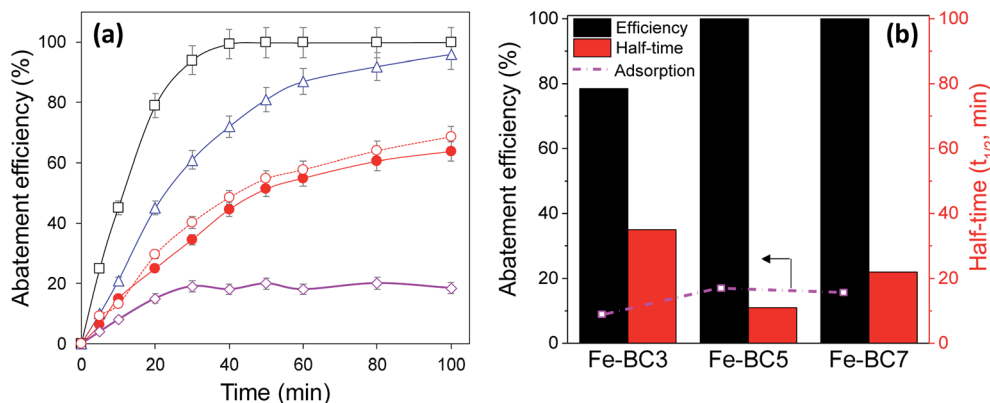 (a)
Abatement efficiency (%)
100
80
60
40
20
0
0 20 40 60 80 100
Time (min)
(b)
Efficiency
Half-time
Adsorption
Abatement efficiency (%)
100
80
60
40
20
0
Fe-BC3 Fe-BC5 Fe-BC7
100
80
60
40
20
0
Half-time (t1/2, min)